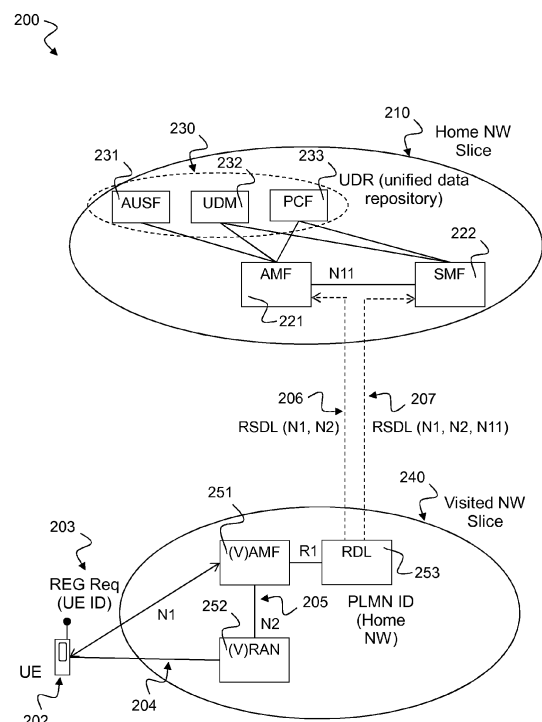 200
210
Home NW
Slice
230
231
232
233
UDR (unified data
repository)
AUSF
UDM
PCF
222
AMF
N11
SMF
221
206
207
RSDL (N1, N2)
RSDL (N1, N2, N11)
240
251
Visited NW
Slice
203
(V)AMF
R1
RDL
REG Req
(UE ID)
253
N1
252
205
PLMN ID
(Home
NW)
N2
(V)RAN
UE
204
202